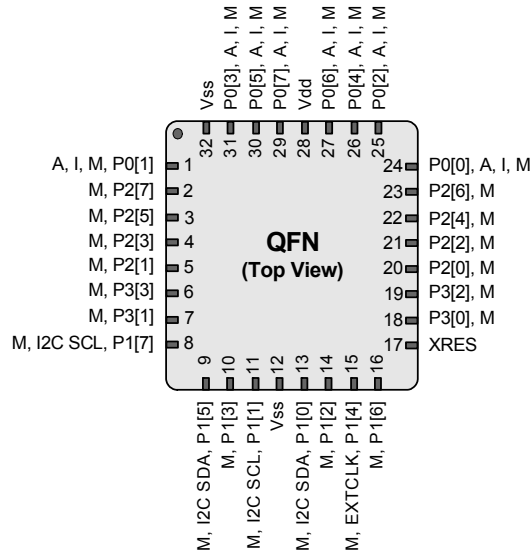 Vss
P0[3], A, I, M
P0[5], A, I, M
P0[7], A, I, M
Vdd
P0[6], A, I, M
P0[4], A, I, M
P0[2], A, I, M
32
31
30
29
28
27
26
25
A, I, M, P0[1]
1
M, P2[7]
2
M, P2[5]
3
M, P2[3]
4
M, P2[1]
5
M, P3[3]
6
M, P3[1]
7
M, I2C SCL, P1[7]
8
QFN
(Top View)
24
P0[0], A, I, M
23
P2[6], M
22
P2[4], M
21
P2[2], M
20
P2[0], M
19
P3[2], M
18
P3[0], M
17
XRES
9
10
11
12
13
14
15
16
M, I2C SDA, P1[5]
M, P1[3]
M, I2C SCL, P1[1]
Vss
M, I2C SDA, P1[0]
M, P1[2]
M, EXTCLK, P1[4]
M, P1[6]